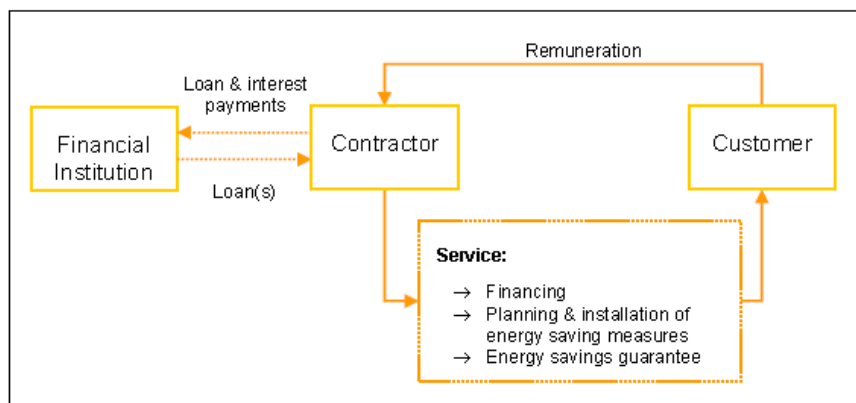 Remuneration
Loan & interest
payments
Financial
Institution
Contractor
Customer
Loan(s)
Service:
→ Financing
→ Planning & installation of
energy saving measures
→ Energy savings guarantee